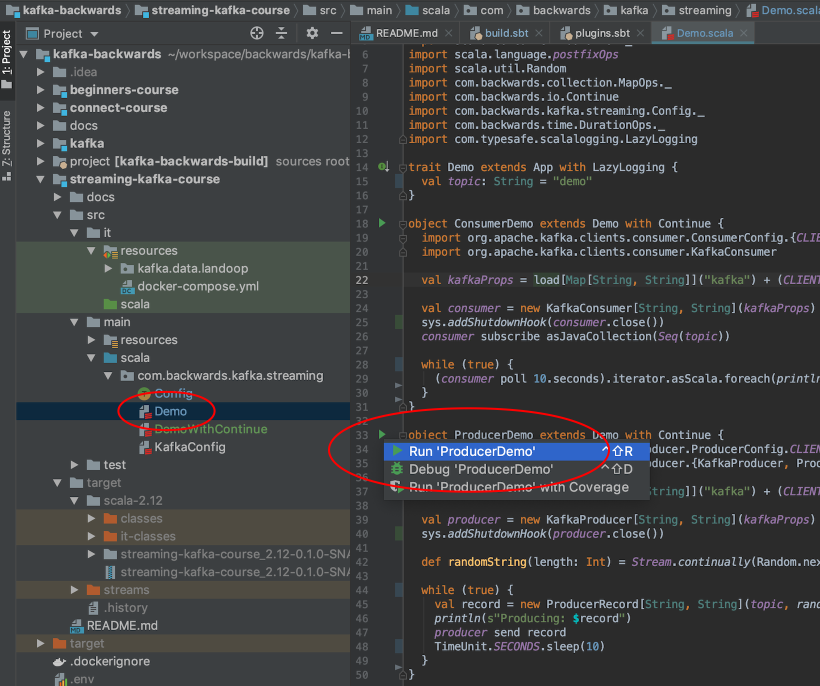 kafka-backwards streaming-kafka-course src main scala com backwards kafka streaming Demo.scala
1: Project
7: Structure
Project
kafka-backwards ~/workspace/backwards/kafka-b
.idea
beginners-course
connect-course
docs
kafka
project [kafka-backwards-build] sources root
streaming-kafka-course
docs
src
it
resources
kafka.data.landoop
docker-compose.yml
scala
main
resources
scala
com.backwards.kafka.streaming
Config
Demo
DemoWithContinue
KafkaConfig
test
target
scala-2.12
classes
it-classes
streaming-kafka-course_2.12-0.1.0-SNA
streaming-kafka-course_2.12-0.1.0-SNA
streams
.history
README.md
target
.dockerignore
.env
README.md build.sbt plugins.sbt Demo.scala
6 import scala.language.postfixOps
7 import scala.util.Random
8 import com.backwards.collection.MapOps._
9 import com.backwards.io.Continue
10 import com.backwards.kafka.streaming.Config._
11 import com.backwards.time.DurationOps._
12 import com.typesafe.scalalogging.LazyLogging
13
14 trait Demo extends App with LazyLogging {
15 val topic: String = "demo"
16 }
17
18 object ConsumerDemo extends Demo with Continue {
19 import org.apache.kafka.clients.consumer.ConsumerConfig.{CLIE
20 import org.apache.kafka.clients.consumer.KafkaConsumer
21
22 val kafkaProps = load[Map[String, String]]("kafka") + (CLIENT
23
24 val consumer = new KafkaConsumer[String, String](kafkaProps)
25 sys.addShutdownHook(consumer.close())
26 consumer subscribe asJavaCollection(Seq(topic))
27
28 while (true) {
29 (consumer poll 10.seconds).iterator.asScala.foreach(println
30 }
31 }
32
33 object ProducerDemo extends Demo with Continue {
34 Run 'ProducerDemo' ^⇧R .producer.ProducerConfig.CLIEN
35 Debug 'ProducerDemo' ^⇧D .producer.{KafkaProducer, Prod
Run 'ProducerDemo' with Coverage
37 String]]("kafka") + (CLIENT
38
39 val producer = new KafkaProducer[String, String](kafkaProps)
40 sys.addShutdownHook(producer.close())
41
42 def randomString(length: Int) = Stream.continually(Random.nex
43
44 while (true) {
45 val record = new ProducerRecord[String, String](topic, rand
46 println(s"Producing: $record")
47 producer send record
48 TimeUnit.SECONDS.sleep(10)
49 }
50 }